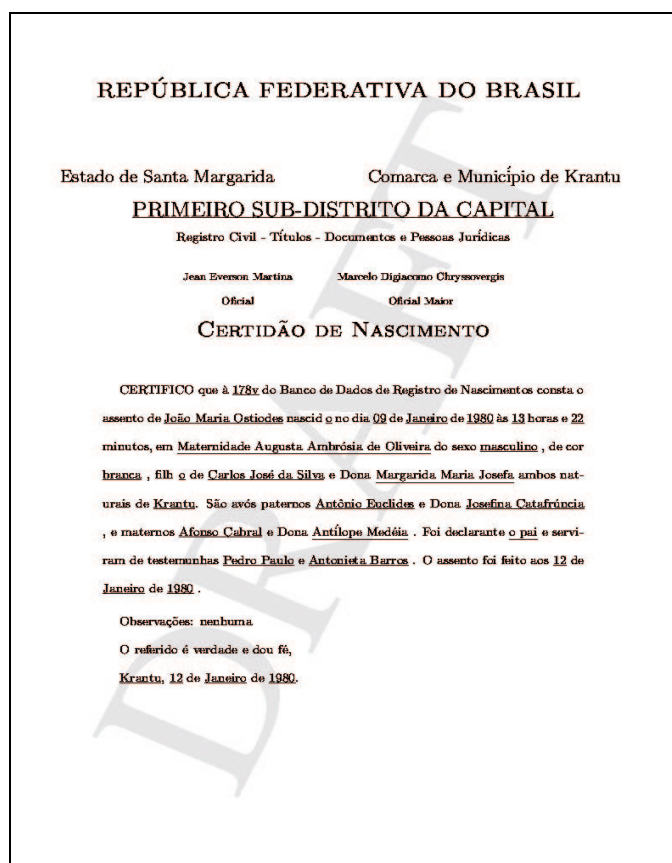 REPÚBLICA FEDERATIVA DO BRASIL
Estado de Santa Margarida Comarca e Município de Krantu
PRIMEIRO SUB-DISTRITO DA CAPITAL
Registro Civil - Títulos - Documentos e Pessoas Jurídicas
Jean Everson Martina Marcelo Digiacomo Chryssovergis
Oficial Oficial Maior
CERTIDÃO DE NASCIMENTO
CERTIFICO que à 178v do Banco de Dados de Registro de Nascimentos consta o
assento de João Maria Ostiodes nascid o no dia 09 de Janeiro de 1980 às 13 horas e 22
minutos, em Maternidade Augusta Ambrósia de Oliveira do sexo masculino , de cor
branca , filh o de Carlos José da Silva e Dona Margarida Maria Josefa ambos nat-
urais de Krantu. São avós paternos Antônio Euclides e Dona Josefina Catafrúncia
, e maternos Afonso Cabral e Dona Antílope Medéia . Foi declarante o pai e servi-
ram de testemunhas Pedro Paulo e Antonieta Barros . O assento foi feito aos 12 de
Janeiro de 1980 .
Observações: nenhuma
O referido é verdade e dou fé,
Krantu, 12 de Janeiro de 1980.
DRAFT